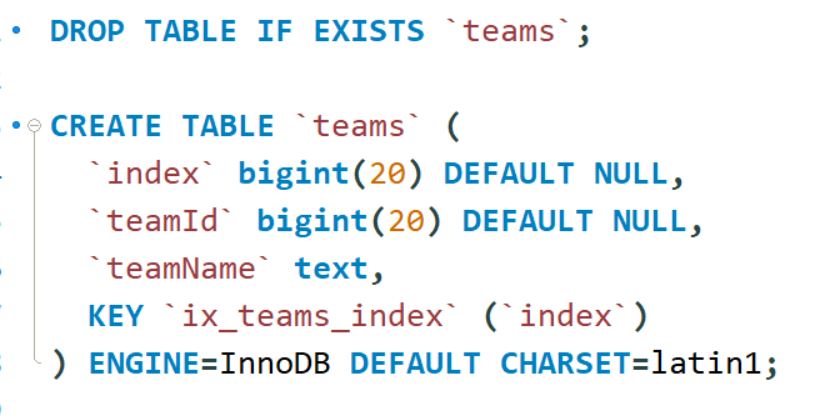 DROP TABLE IF EXISTS `teams`;
CREATE TABLE `teams` (
`index` bigint(20) DEFAULT NULL,
`teamId` bigint(20) DEFAULT NULL,
`teamName` text,
KEY `ix_teams_index` (`index`)
) ENGINE=InnoDB DEFAULT CHARSET=latin1;